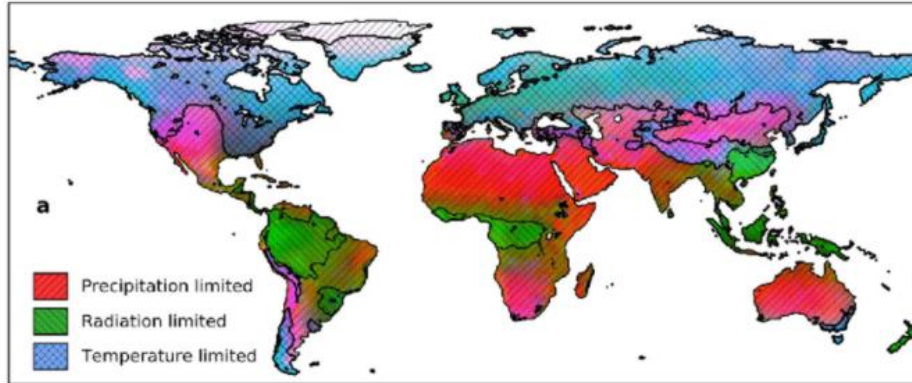 a
Precipitation limited
Radiation limited
Temperature limited